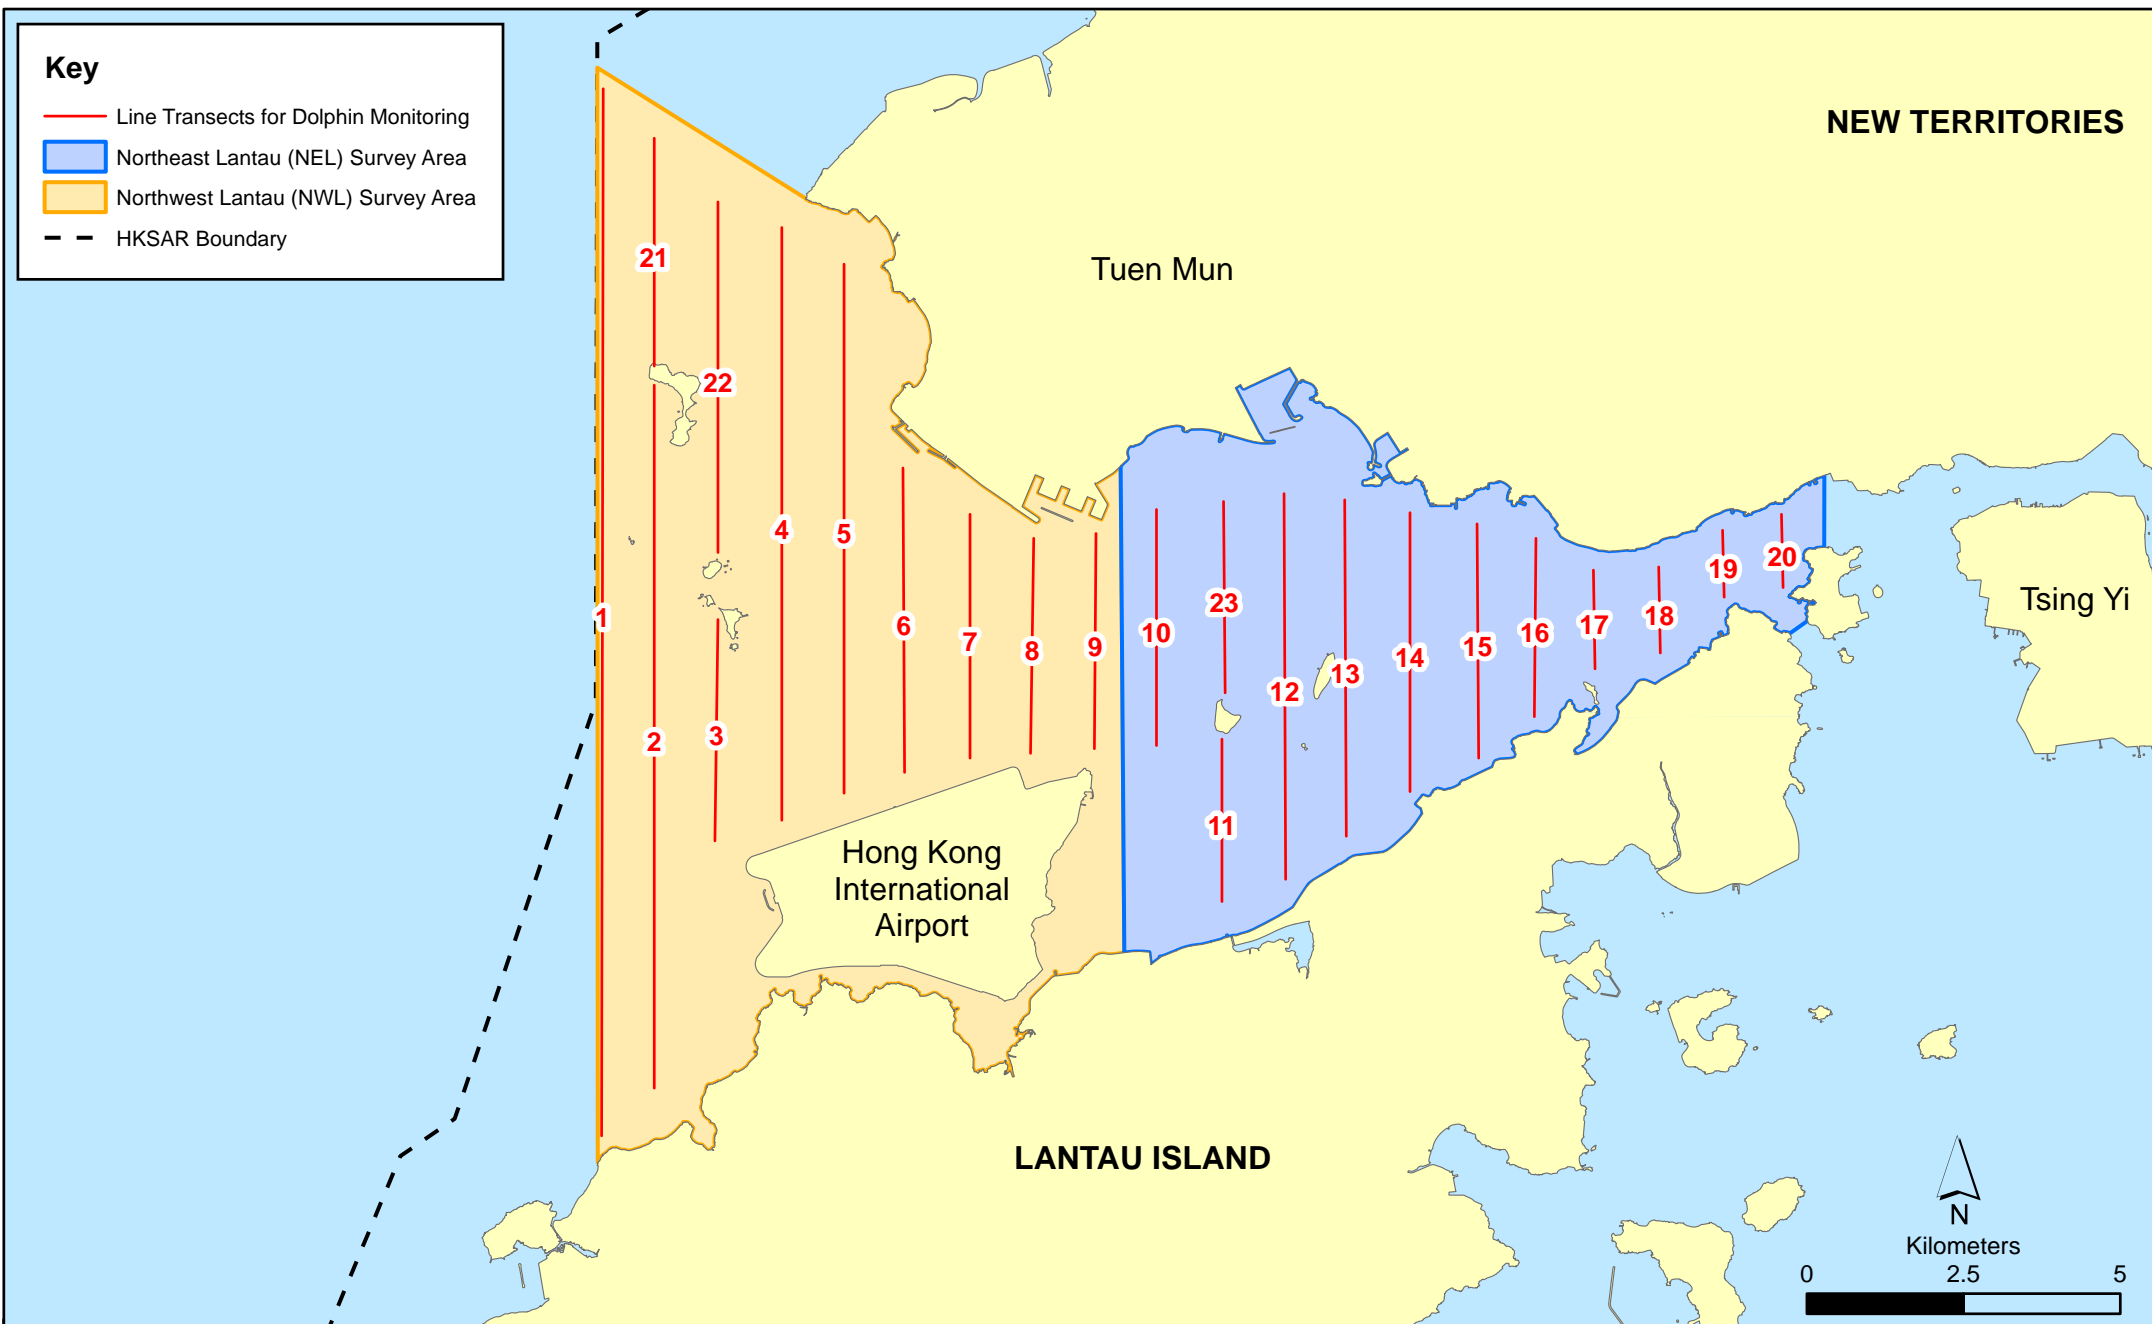 Key
Line Transects for Dolphin Monitoring
Northeast Lantau (NEL) Survey Area
Northwest Lantau (NWL) Survey Area
HKSAR Boundary
NEW TERRITORIES
Tuen Mun
21
22
4
5
1
6
7
8
9
10
23
12
13
14
15
16
17
18
19
20
Tsing Yi
2
3
11
Hong Kong
International
Airport
LANTAU ISLAND
N
Kilometers
0 2.5 5